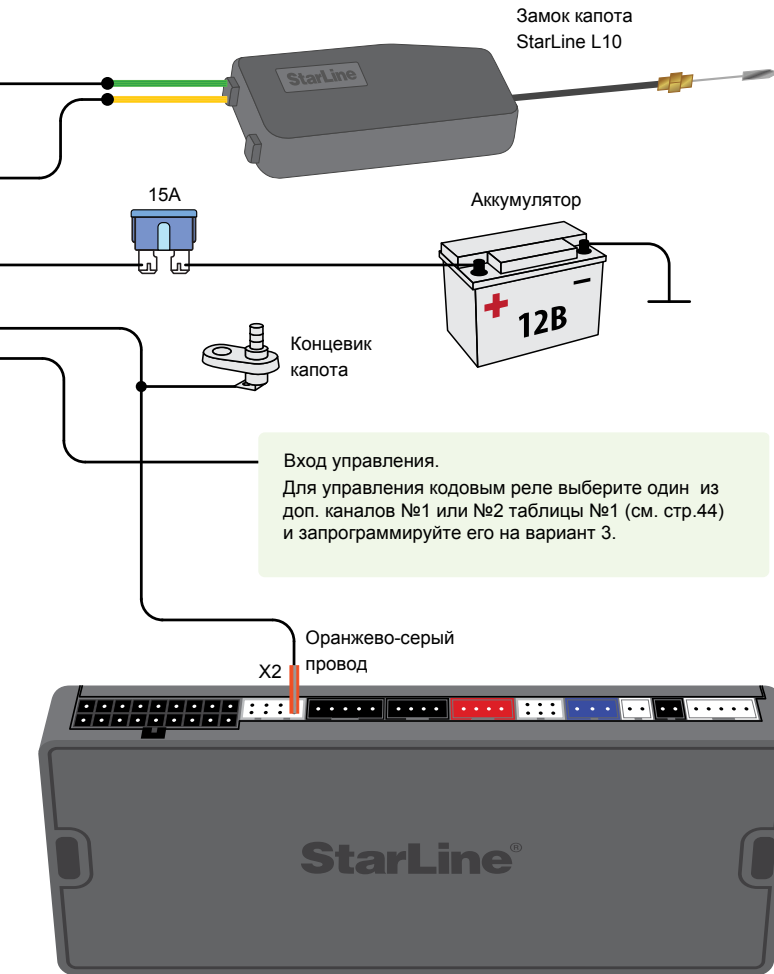 Замок капота
StarLine L10
StarLine
15А
Аккумулятор
12В
Концевик
капота
Вход управления.
Для управления кодовым реле выберите один из
доп. каналов №1 или №2 таблицы №1 (см. стр.44)
и запрограммируйте его на вариант 3.
Оранжево-серый
провод
X2
StarLine®